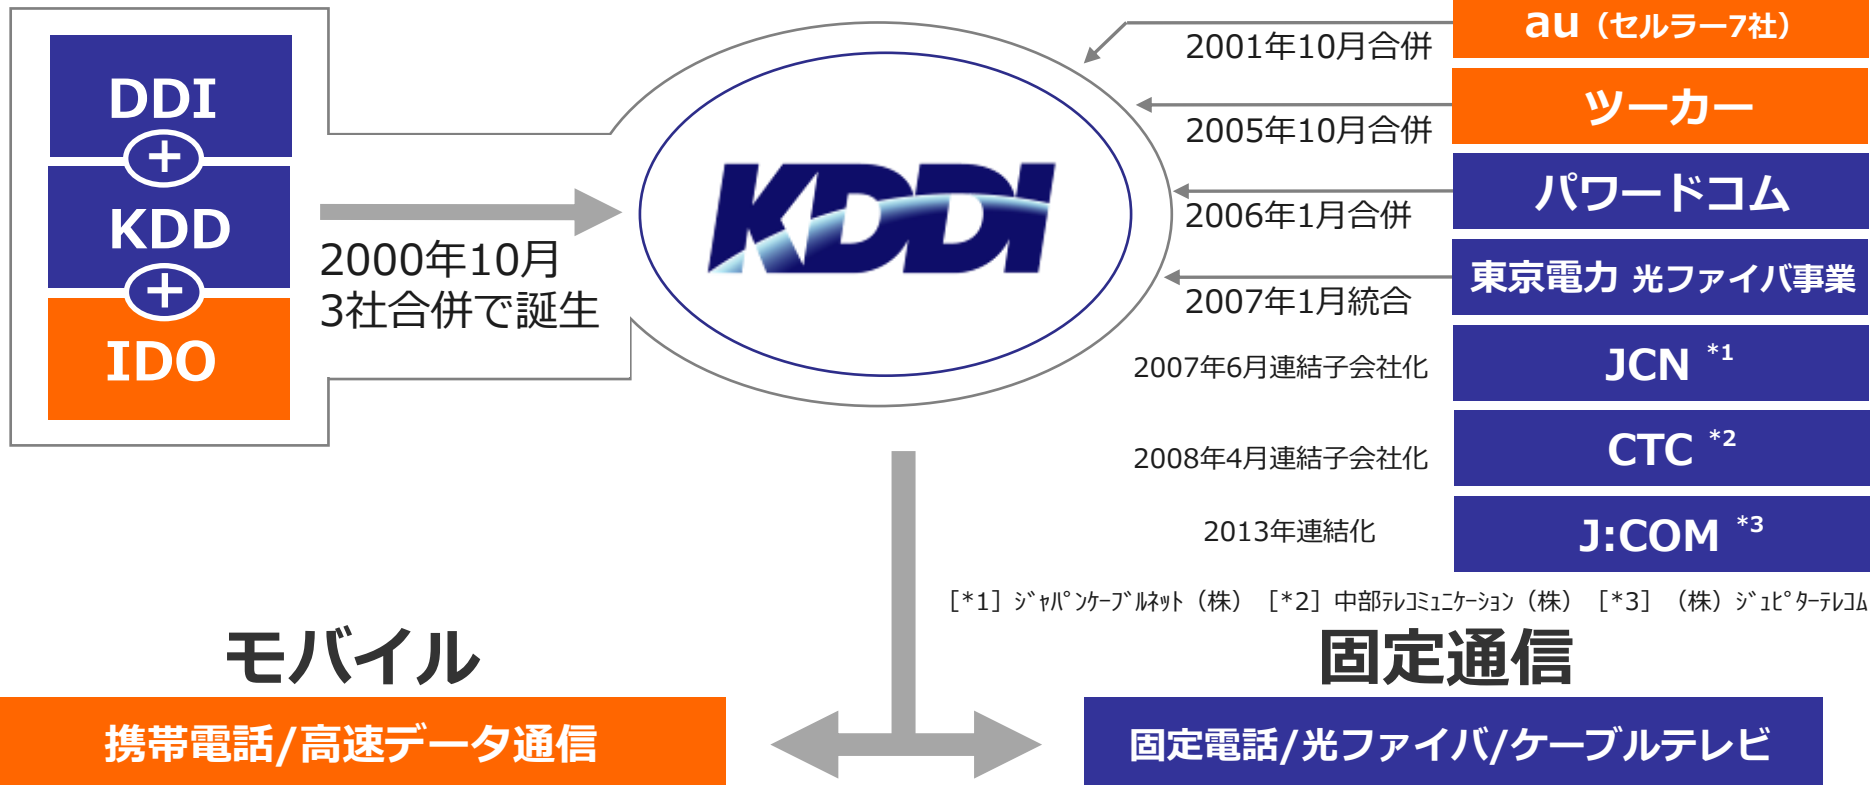 DDI
+
KDD
+
IDO
2000年10月
3社合併で誕生
KDDI
au（セルラー7社）
2001年10月合併
ツーカー
2005年10月合併
パワードコム
2006年1月合併
東京電力 光ファイバ事業
2007年1月統合
JCN *1
2007年6月連結子会社化
CTC *2
2008年4月連結子会社化
J:COM *3
2013年連結化
［*1］ｼﾞｬﾊﾟﾝｹｰﾌﾞﾙﾈｯﾄ（株）［*2］中部ﾃﾚｺﾐｭﾆｹｰｼｮﾝ（株）［*3］（株）ｼﾞｭﾋﾟﾀｰﾃﾚｺﾑ
モバイル
携帯電話/高速データ通信
固定通信
固定電話/光ファイバ/ケーブルテレビ